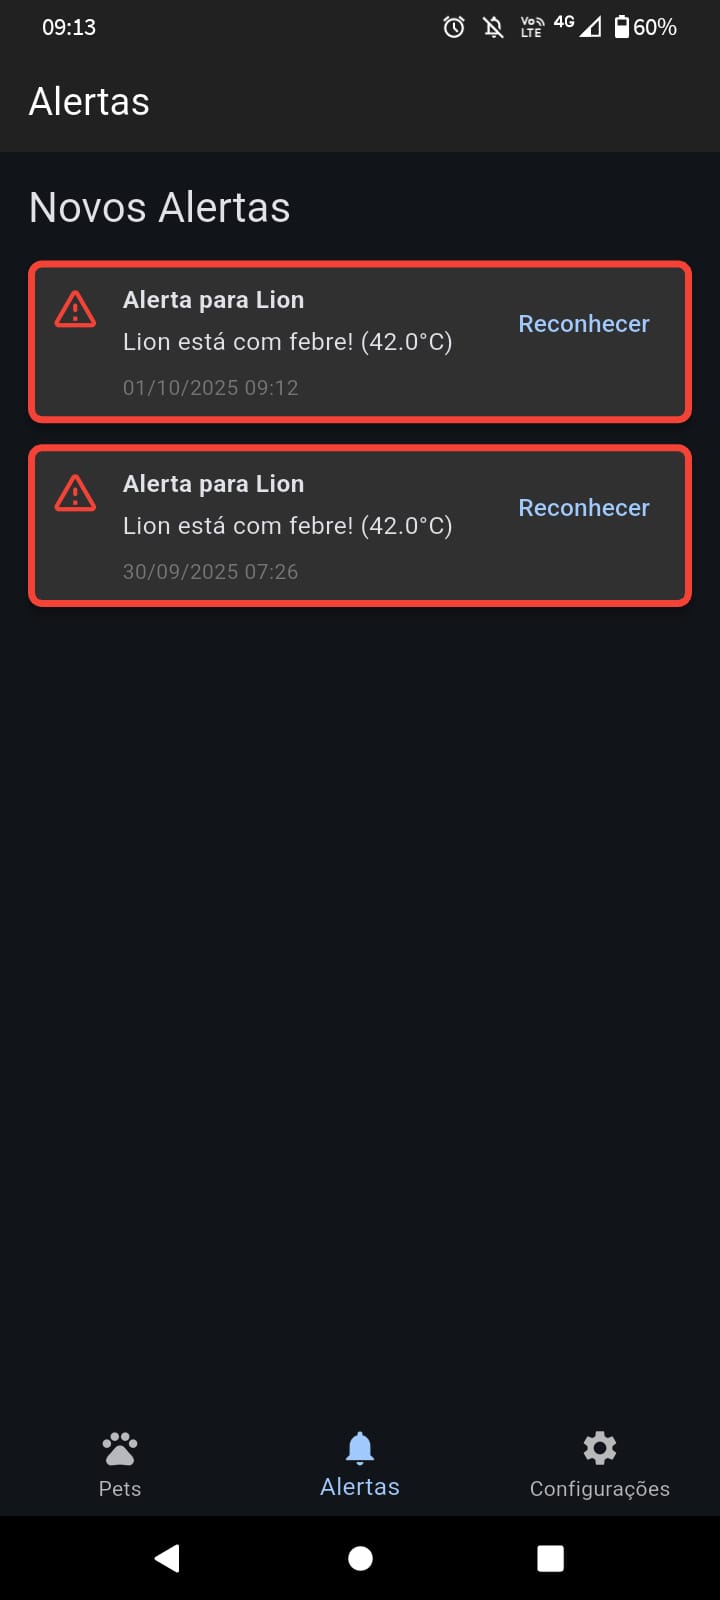 09:13
Vo LTE 4G 60%
Alertas
Novos Alertas
Alerta para Lion
Lion está com febre! (42.0°C)
Reconhecer
01/10/2025 09:12
Alerta para Lion
Lion está com febre! (42.0°C)
Reconhecer
30/09/2025 07:26
Pets
Alertas
Configurações